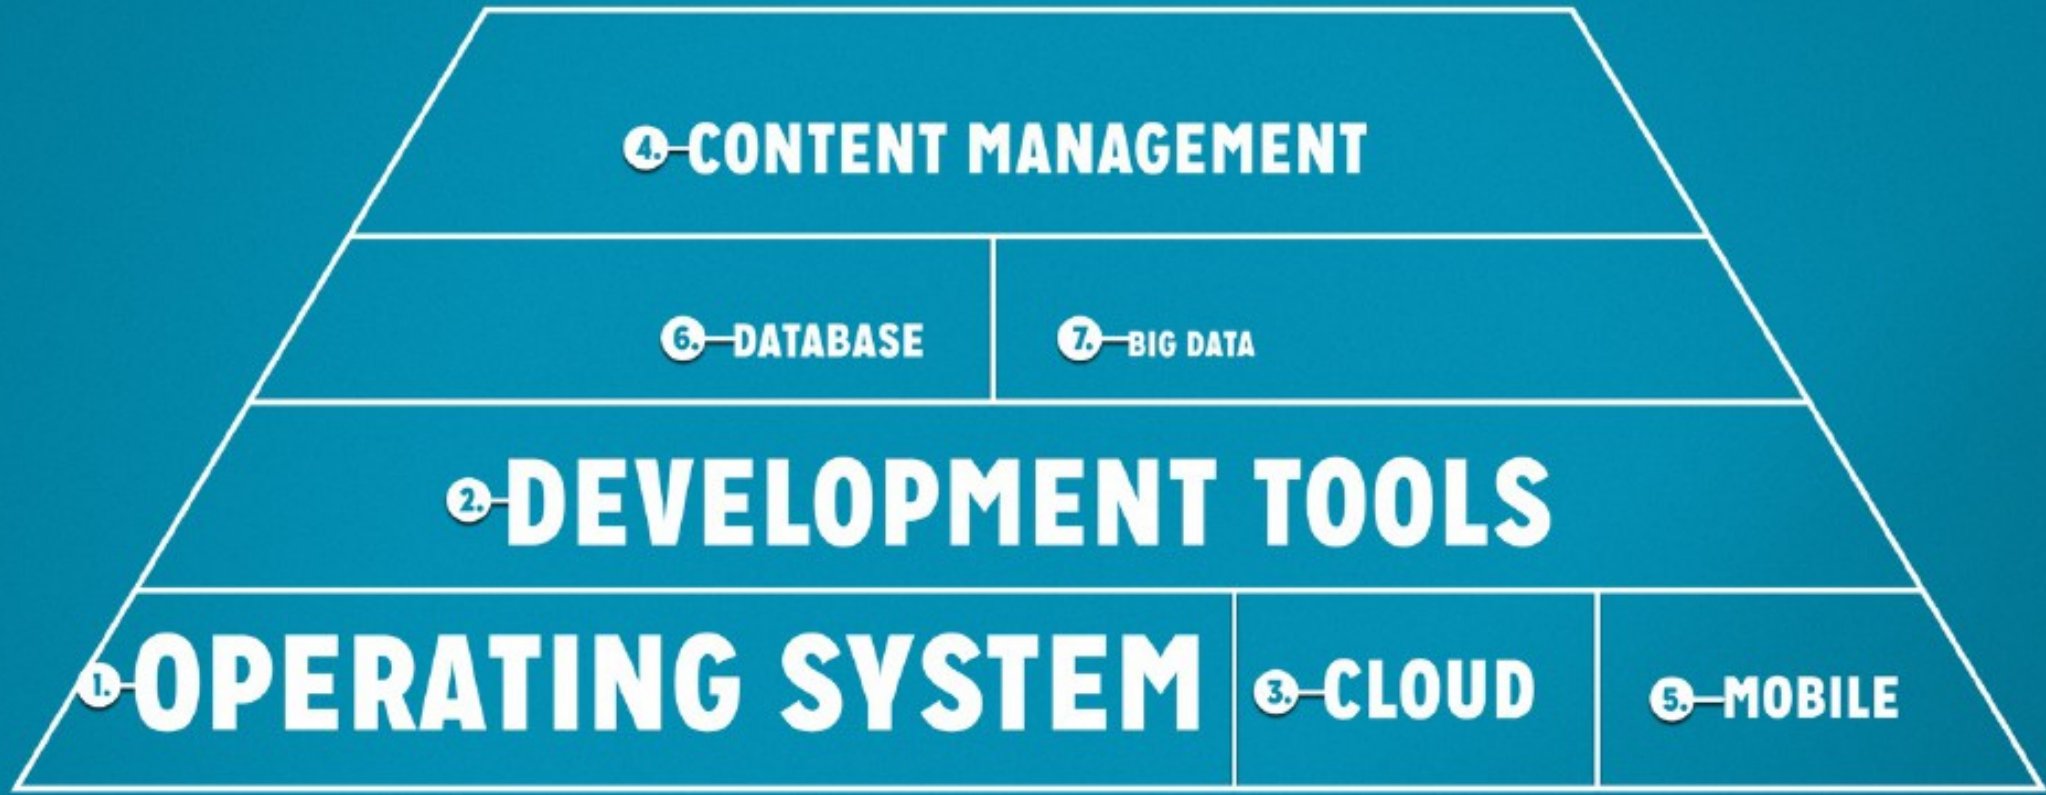 4. CONTENT MANAGEMENT
6. DATABASE
7. BIG DATA
2. DEVELOPMENT TOOLS
1. OPERATING SYSTEM
3. CLOUD
5. MOBILE